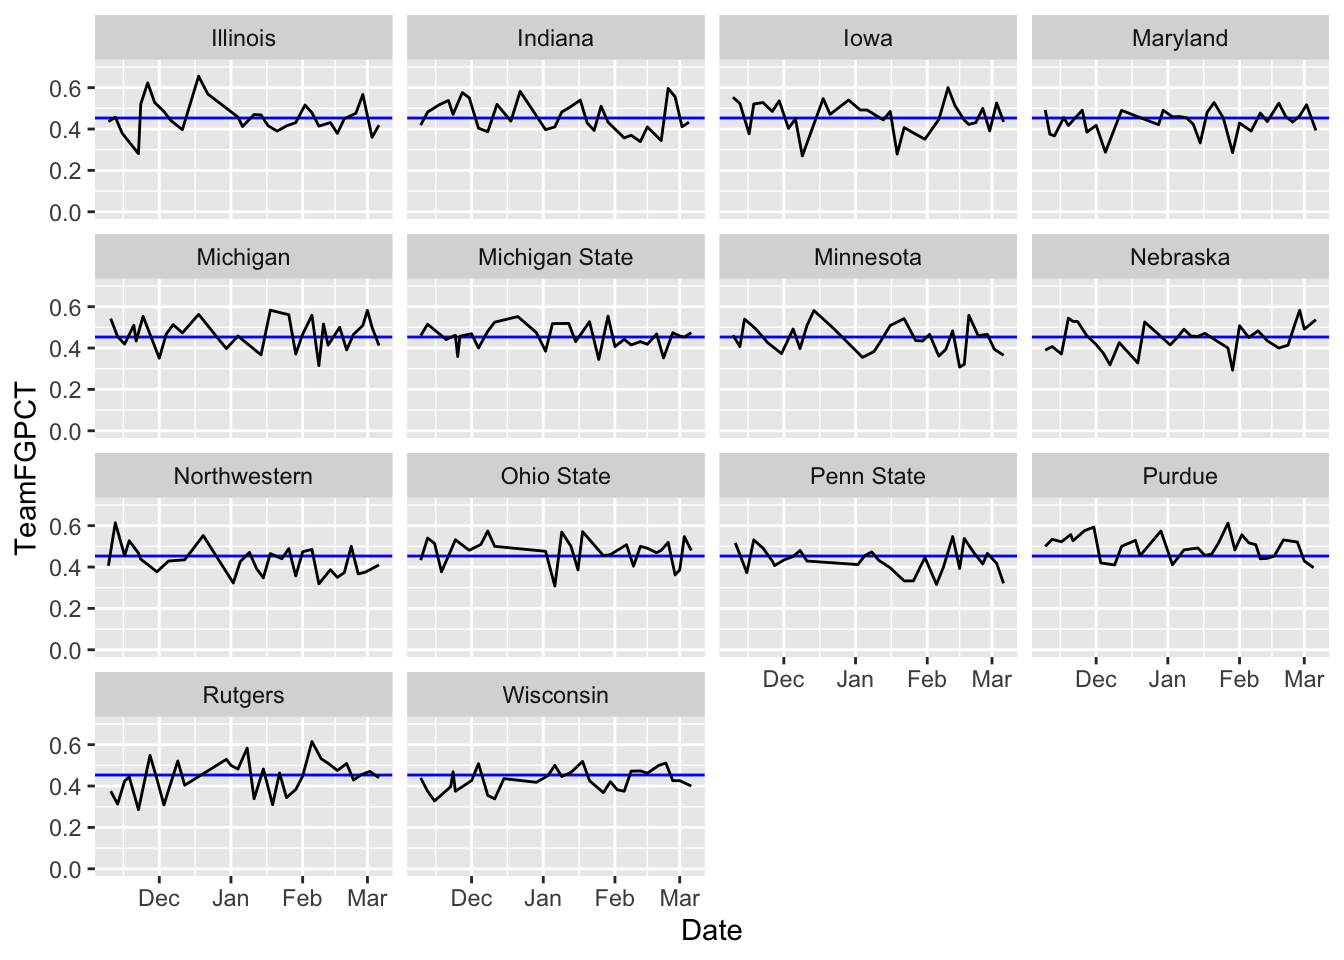 Illinois Indiana Iowa Maryland
0.6
0.4
0.2
0.0
Michigan Michigan State Minnesota Nebraska
0.6
0.4
0.2
0.0
TeamFGPCT
Northwestern Ohio State Penn State Purdue
0.6
0.4
0.2
0.0
Dec Jan Feb Mar Dec Jan Feb Mar
Rutgers Wisconsin
0.6
0.4
0.2
0.0
Dec Jan Feb Mar Dec Jan Feb Mar
Date